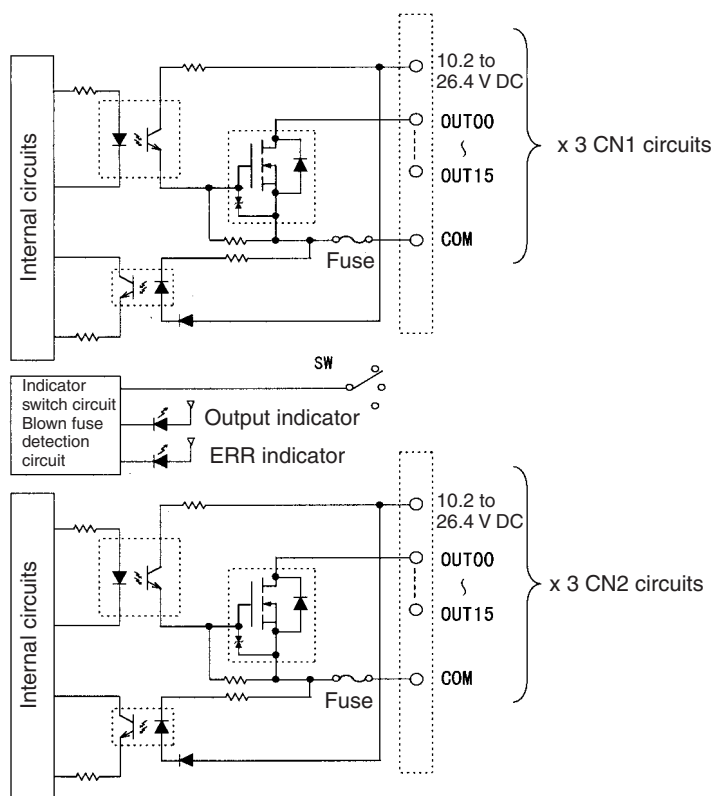 Internal circuits
10.2 to
26.4 V DC
OUT00
~
OUT15
COM
Fuse
x 3 CN1 circuits
SW
Indicator
switch circuit
Blown fuse
detection
circuit
Output indicator
ERR indicator
Internal circuits
10.2 to
26.4 V DC
OUT00
~
OUT15
COM
Fuse
x 3 CN2 circuits